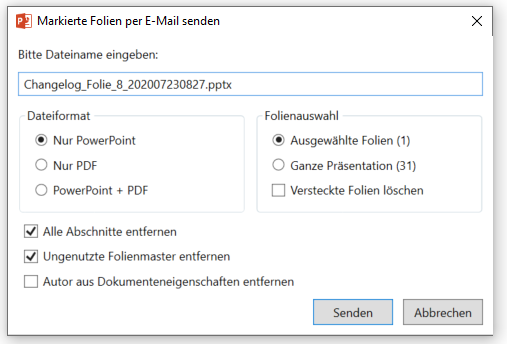 Markierte Folien per E-Mail senden
Bitte Dateiname eingeben:
Changelog_Folie_8_202007230827.pptx
Dateiformat
Nur PowerPoint
Nur PDF
PowerPoint + PDF
Folienauswahl
Ausgewählte Folien (1)
Ganze Präsentation (31)
Versteckte Folien löschen
Alle Abschnitte entfernen
Ungenutzte Folienmaster entfernen
Autor aus Dokumenteneigenschaften entfernen
Senden
Abbrechen